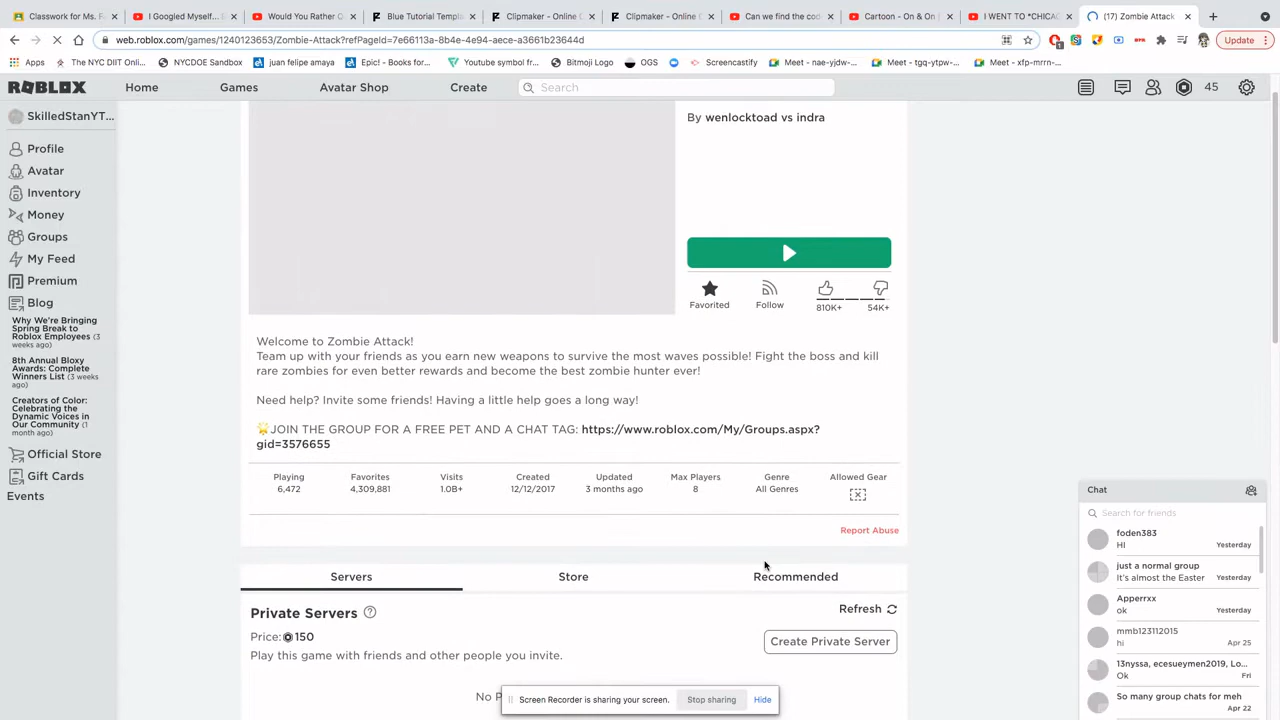 Classwork for Ms. F
I Googled Myself...
Would You Rather
Blue Tutorial Templa
Clipmaker - Online
Clipmaker - Online
Can we find the cod
Cartoon - On & On
I WENT TO *CHICAG
(17) Zombie Attack
web.roblox.com/games/1240123653/Zombie-Attack?refPageId=7e66113a-8b4e-4e94-aece-a3661b23644d
Update
Apps
The NYC DIIT Onli...
NYCDOE Sandbox
juan felipe amaya
Epic! - Books for...
Youtube symbol fr...
Bitmoji Logo
OGS
Screencastify
Meet - nae-yjdw-...
Meet - tgq-ytpw-...
Meet - xfp-mrrn-...
ROBLOX
Home
Games
Avatar Shop
Create
Search
45
SkilledStanYT...
Profile
Avatar
Inventory
Money
Groups
My Feed
Premium
Blog
Why We're Bringing
Spring Break to
Roblox Employees (3
weeks ago)
8th Annual Bloxy
Awards: Complete
Winners List (3 weeks
ago)
Creators of Color:
Celebrating the
Dynamic Voices in
Our Community (1
month ago)
Official Store
Gift Cards
Events
By wenlocktoad vs indra
Favorited
Follow
810K+
54K+
Welcome to Zombie Attack!
Team up with your friends as you earn new weapons to survive the most waves possible! Fight the boss and kill
rare zombies for even better rewards and become the best zombie hunter ever!
Need help? Invite some friends! Having a little help goes a long way!
🌟JOIN THE GROUP FOR A FREE PET AND A CHAT TAG: https://www.roblox.com/My/Groups.aspx?
gid=3576655
Playing
Favorites
Visits
Created
Updated
Max Players
Genre
Allowed Gear
6,472
4,309,881
1.0B+
12/12/2017
3 months ago
8
All Genres
Report Abuse
Servers
Store
Recommended
Private Servers
Refresh
Price: 150
Create Private Server
Play this game with friends and other people you invite.
No P
Screen Recorder is sharing your screen.
Stop sharing
Hide
Chat
Search for friends
foden383
HI
Yesterday
just a normal group
It's almost the Easter
Yesterday
Apperrxx
ok
Yesterday
mmb123112015
hi
Apr 25
13nyssa, ecesueymen2019, Lo...
Ok
Fri
So many group chats for meh
Apr 22